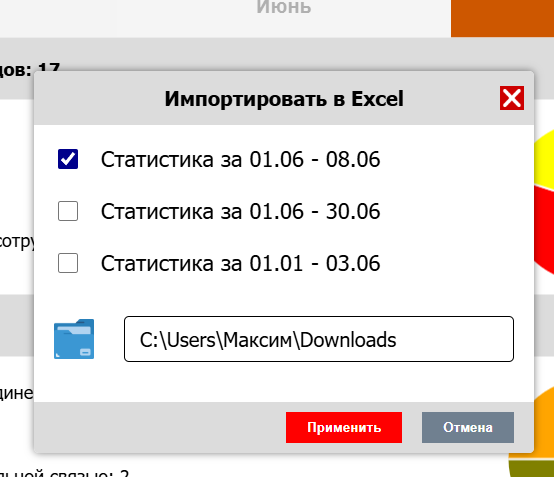 Июнь
дов: 17
Импортировать в Excel
Статистика за 01.06 - 08.06
Статистика за 01.06 - 30.06
сотру
Статистика за 01.01 - 03.06
C:\Users\Максим\Downloads
дине
Применить
Отмена
льной связью: 2